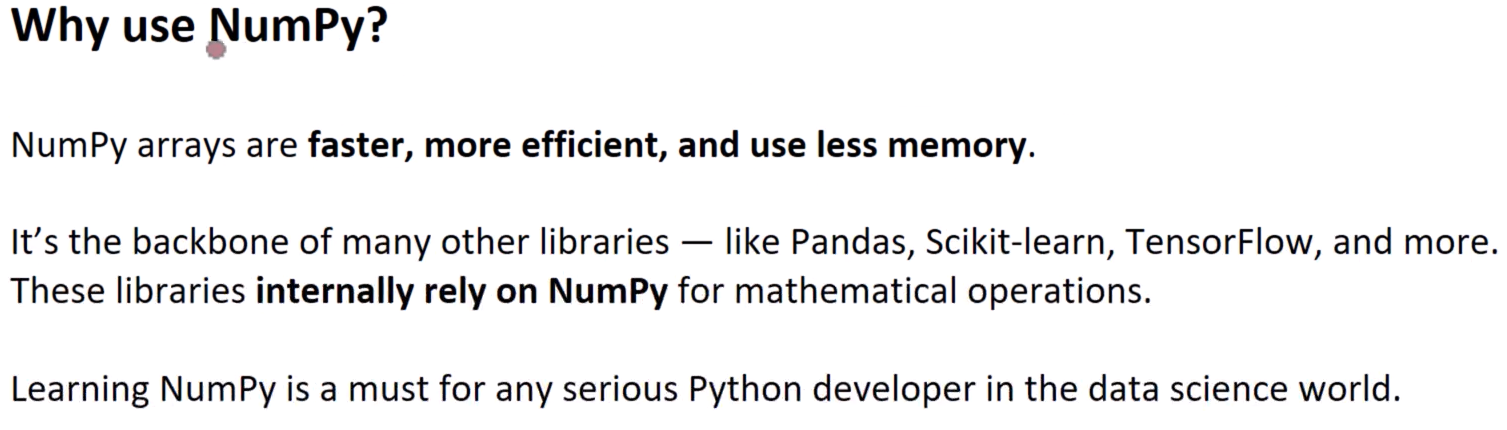 Why use NumPy?
NumPy arrays are faster, more efficient, and use less memory.
It’s the backbone of many other libraries — like Pandas, Scikit-learn, TensorFlow, and more.
These libraries internally rely on NumPy for mathematical operations.
Learning NumPy is a must for any serious Python developer in the data science world.